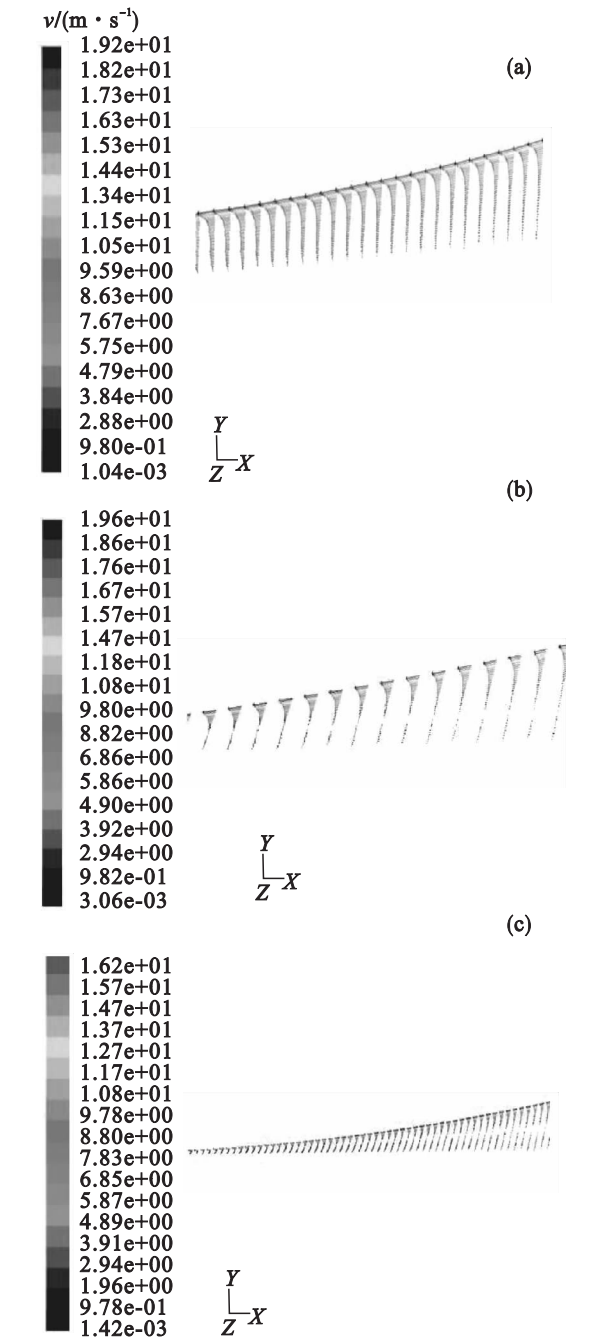 v/(m · s⁻¹)
(a)
1.92e+01
1.82e+01
1.73e+01
1.63e+01
1.53e+01
1.44e+01
1.34e+01
1.15e+01
1.05e+01
9.59e+00
8.63e+00
7.67e+00
5.75e+00
4.79e+00
3.84e+00
2.88e+00
9.80e-01
1.04e-03
Y
Z X
(b)
1.96e+01
1.86e+01
1.76e+01
1.67e+01
1.57e+01
1.47e+01
1.18e+01
1.08e+01
9.80e+00
8.82e+00
6.86e+00
5.86e+00
4.90e+00
3.92e+00
2.94e+00
9.82e-01
3.06e-03
Y
Z X
(c)
1.62e+01
1.57e+01
1.47e+01
1.37e+01
1.27e+01
1.17e+01
1.08e+01
9.78e+00
8.80e+00
7.83e+00
6.85e+00
5.87e+00
4.89e+00
3.91e+00
2.94e+00
1.96e+00
9.78e-01
1.42e-03
Y
Z X